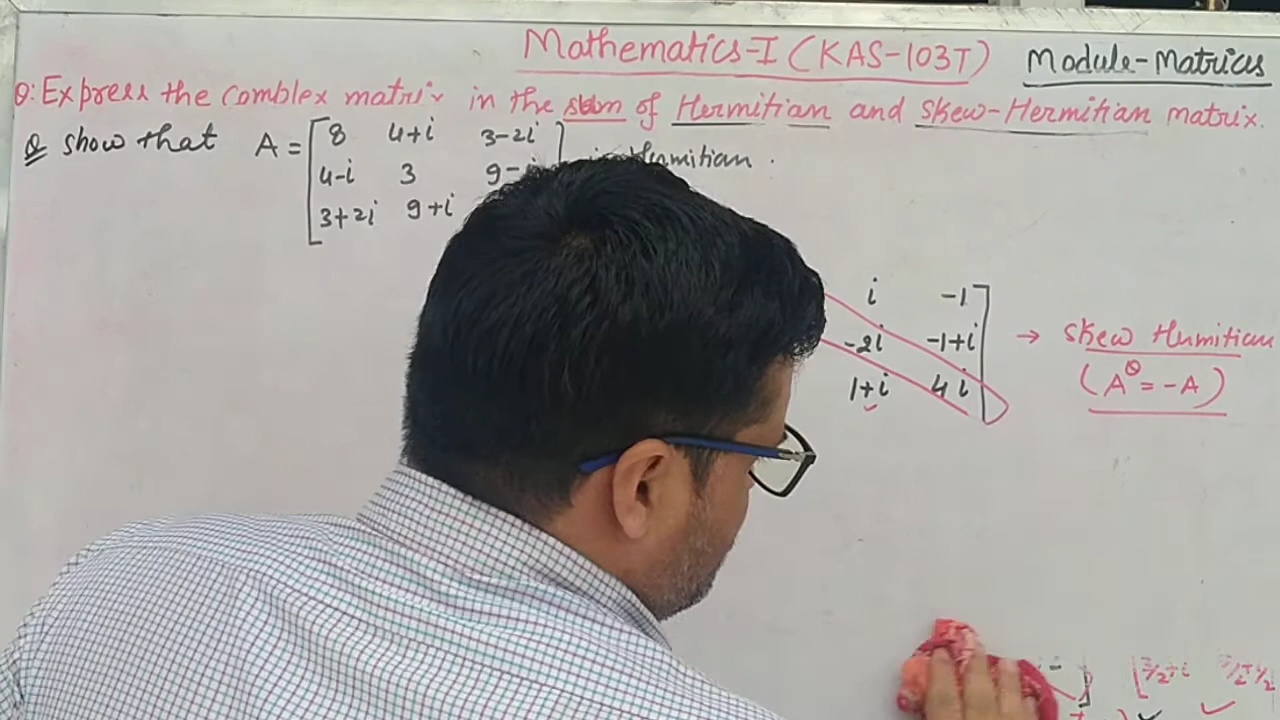 Mathematics-I (KAS-103T) Module-Matrices
Q: Express the complex matrix in the sum of Hermitian and Skew-Hermitian matrix.
Q show that A = [ 8 4+i 3-2i ] Hermitian.
4-i 3 9-i
3+2i 9+i
i -1
-2i -1+i → Skew Hermitian
1+i 4i (A^θ = -A)
3/2+i